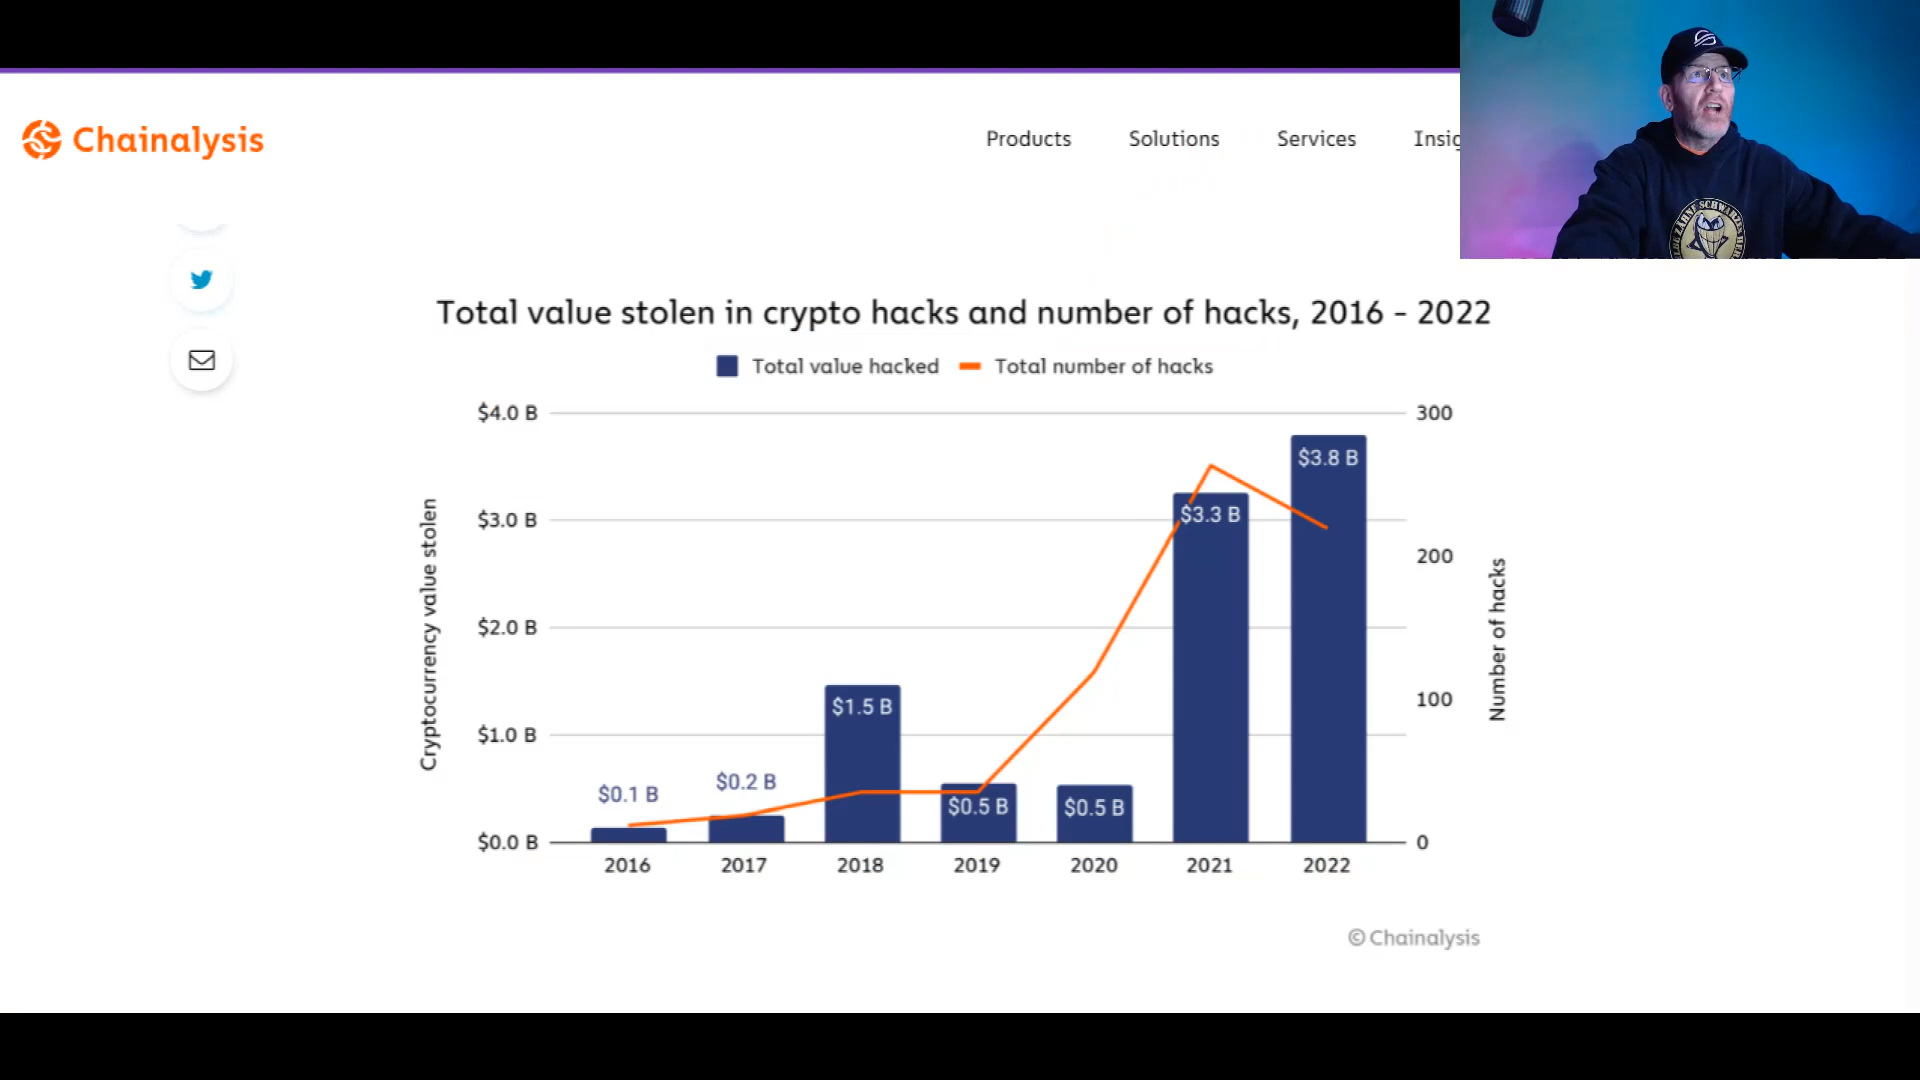 Chainalysis
Products Solutions Services Insig
Total value stolen in crypto hacks and number of hacks, 2016 - 2022
Total value hacked Total number of hacks
Cryptocurrency value stolen
$4.0 B
$3.0 B
$2.0 B
$1.0 B
$0.0 B
$0.1 B
$0.2 B
$1.5 B
$0.5 B
$0.5 B
$3.3 B
$3.8 B
2016 2017 2018 2019 2020 2021 2022
300
200
100
0
Number of hacks
© Chainalysis